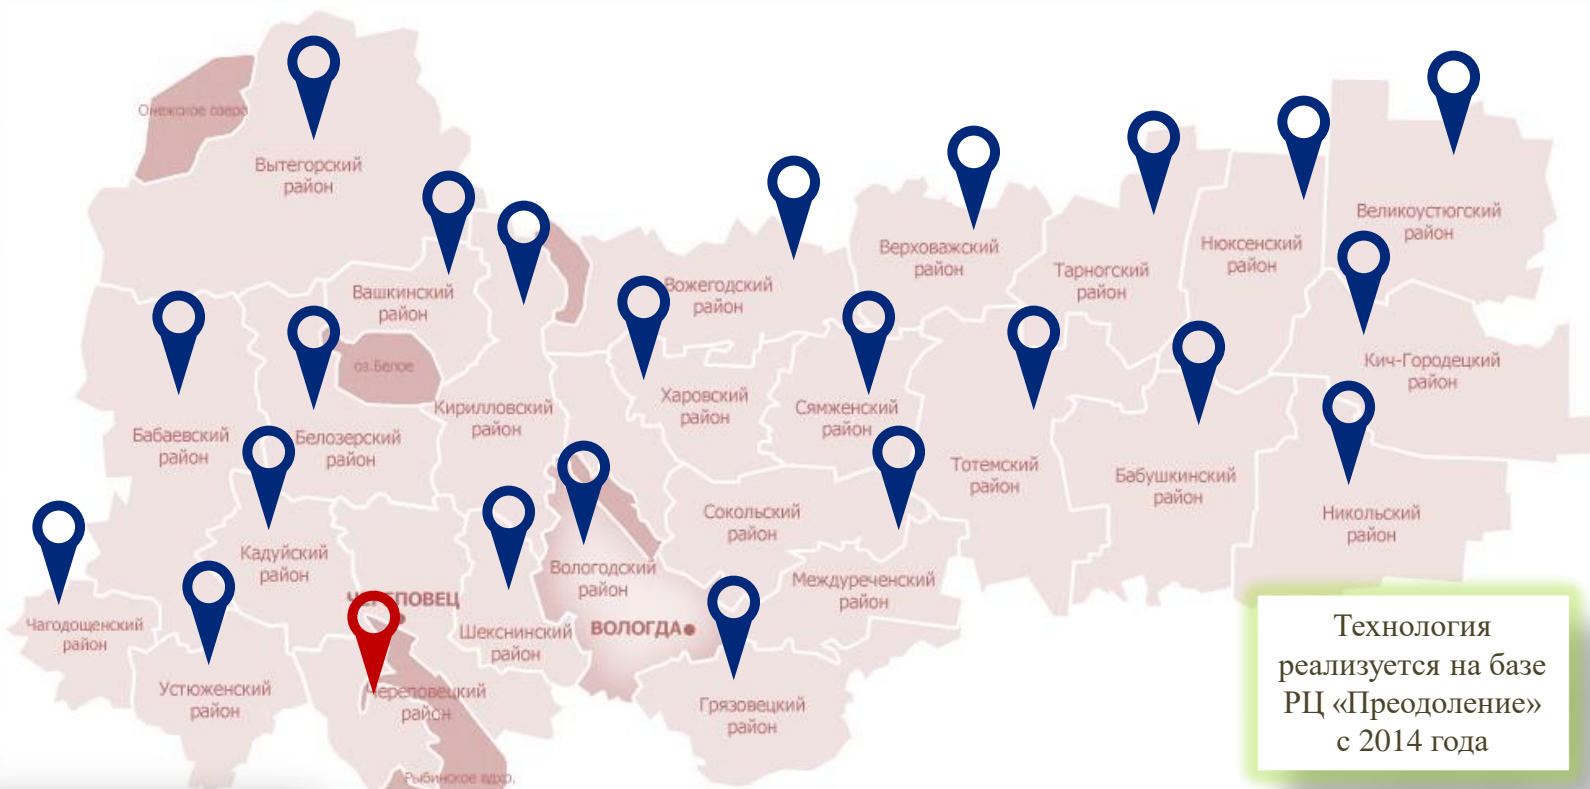 Онежское озеро
Вытегорский
район
Великоустюгский
район
Верховажский
район
Нюксенский
район
Тарногский
район
Вашкинский
район
Вожегодский
район
оз.Белое
Кич-Городецкий
район
Харовский
район
Кирилловский
район
Сямженский
район
Бабаевский
район
Белозерский
район
Тотемский
район
Бабушкинский
район
Сокольский
район
Никольский
район
Кадуйский
район
Вологодский
район
Междуреченский
район
ЧЕРЕПОВЕЦ
Чагодощенский
район
Шекснинский
район
ВОЛОГДА
Устюженский
район
Череповецкий
район
Грязовецкий
район
Рыбинское вдхр.
Технология
реализуется на базе
РЦ «Преодоление»
с 2014 года